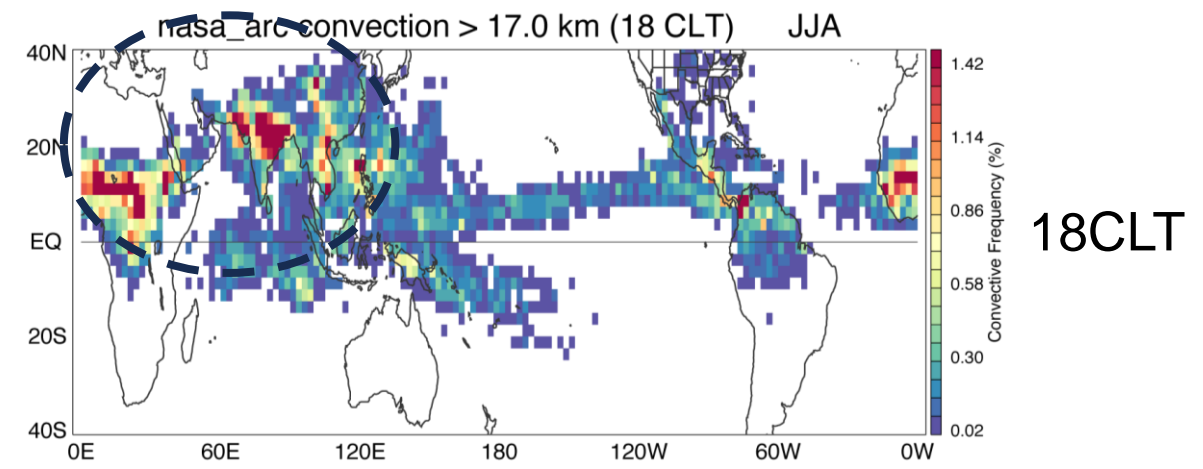 nasa_arc convection > 17.0 km (18 CLT) JJA
40N
20N
EQ
20S
40S
0E 60E 120E 180 120W 60W 0W
1.42
1.14
0.86
0.58
0.30
0.02
Convective Frequency (%)
18CLT